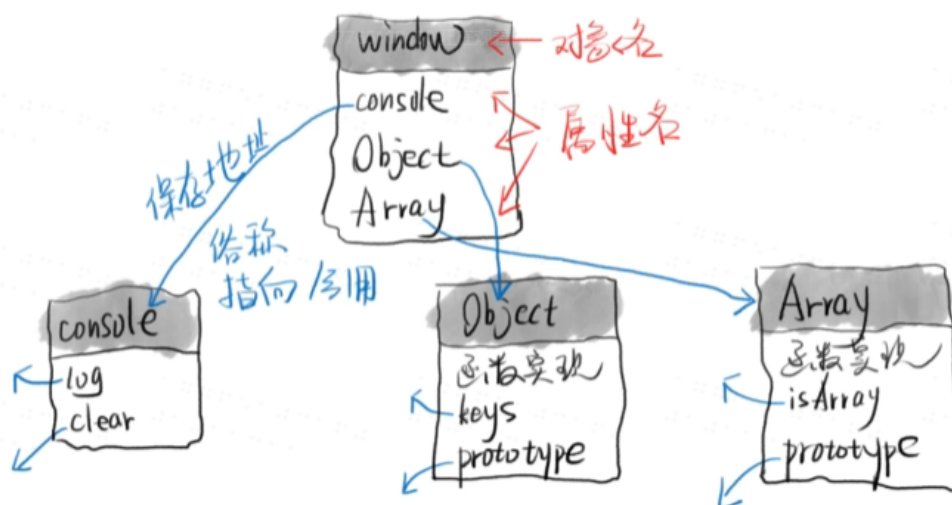 window
对象名
console
Object
Array
属性名
保存地址
俗称
指向/引用
console
log
clear
Object
函数实现
keys
prototype
Array
函数实现
isArray
prototype